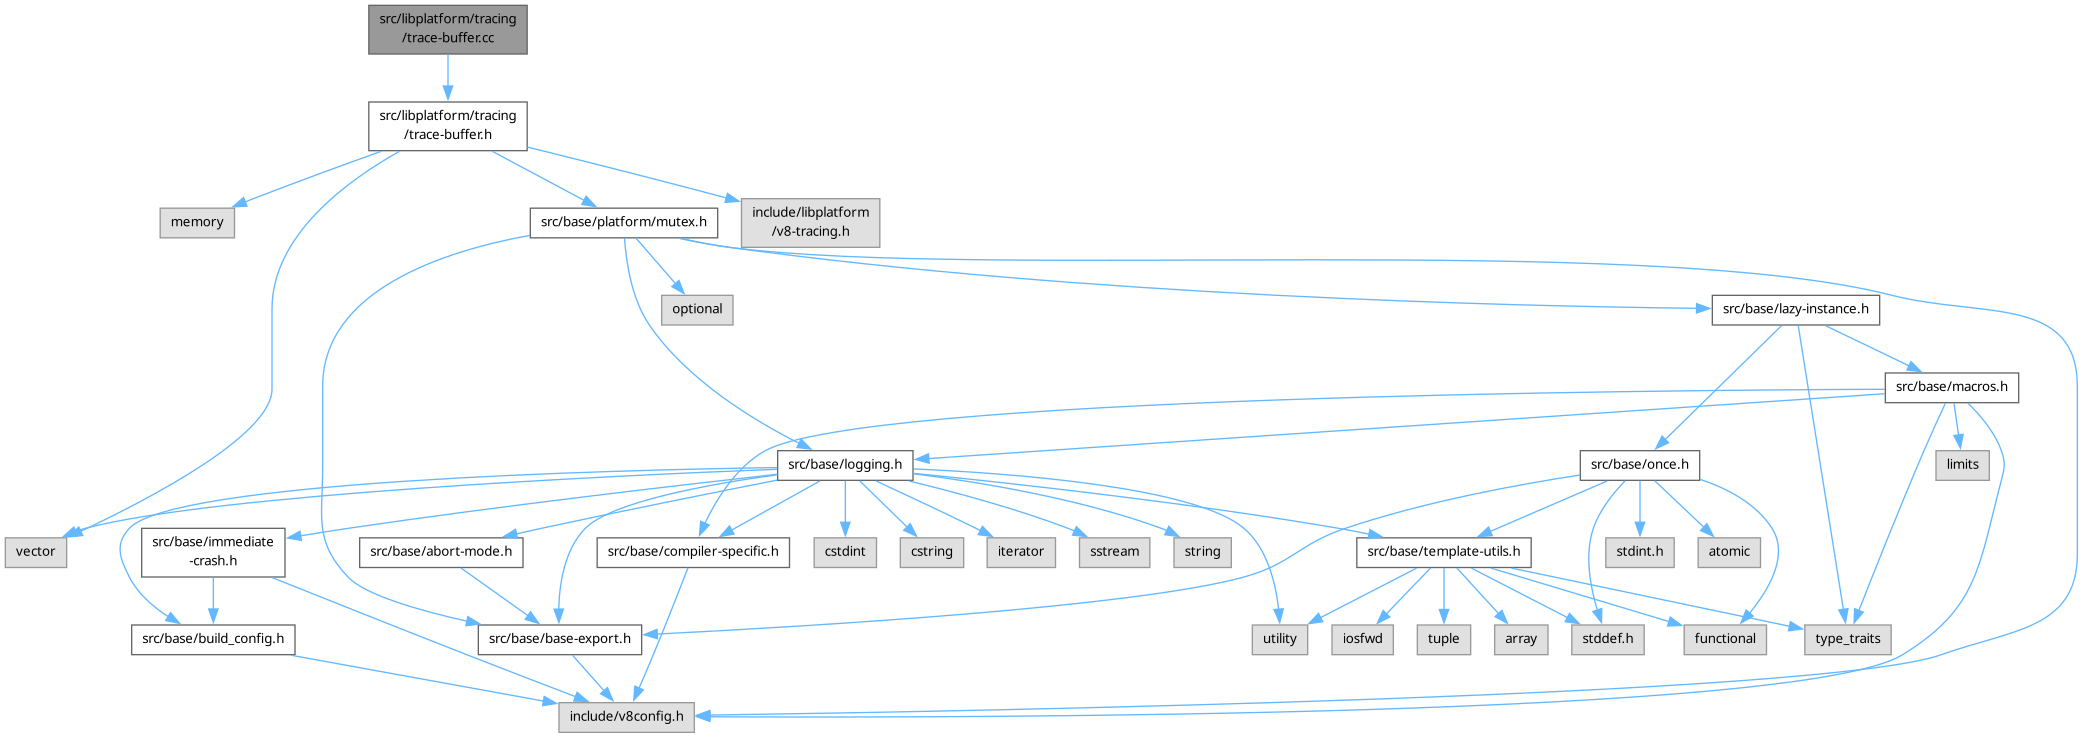 src/libplatform/tracing
/trace-buffer.cc
src/libplatform/tracing
/trace-buffer.h
memory
src/base/platform/mutex.h
include/libplatform
/v8-tracing.h
optional
src/base/lazy-instance.h
src/base/macros.h
src/base/logging.h
src/base/once.h
limits
vector
src/base/immediate
-crash.h
src/base/abort-mode.h
src/base/compiler-specific.h
cstdint
cstring
iterator
sstream
string
src/base/template-utils.h
stdint.h
atomic
src/base/build_config.h
src/base/base-export.h
utility
iosfwd
tuple
array
stddef.h
functional
type_traits
include/v8config.h